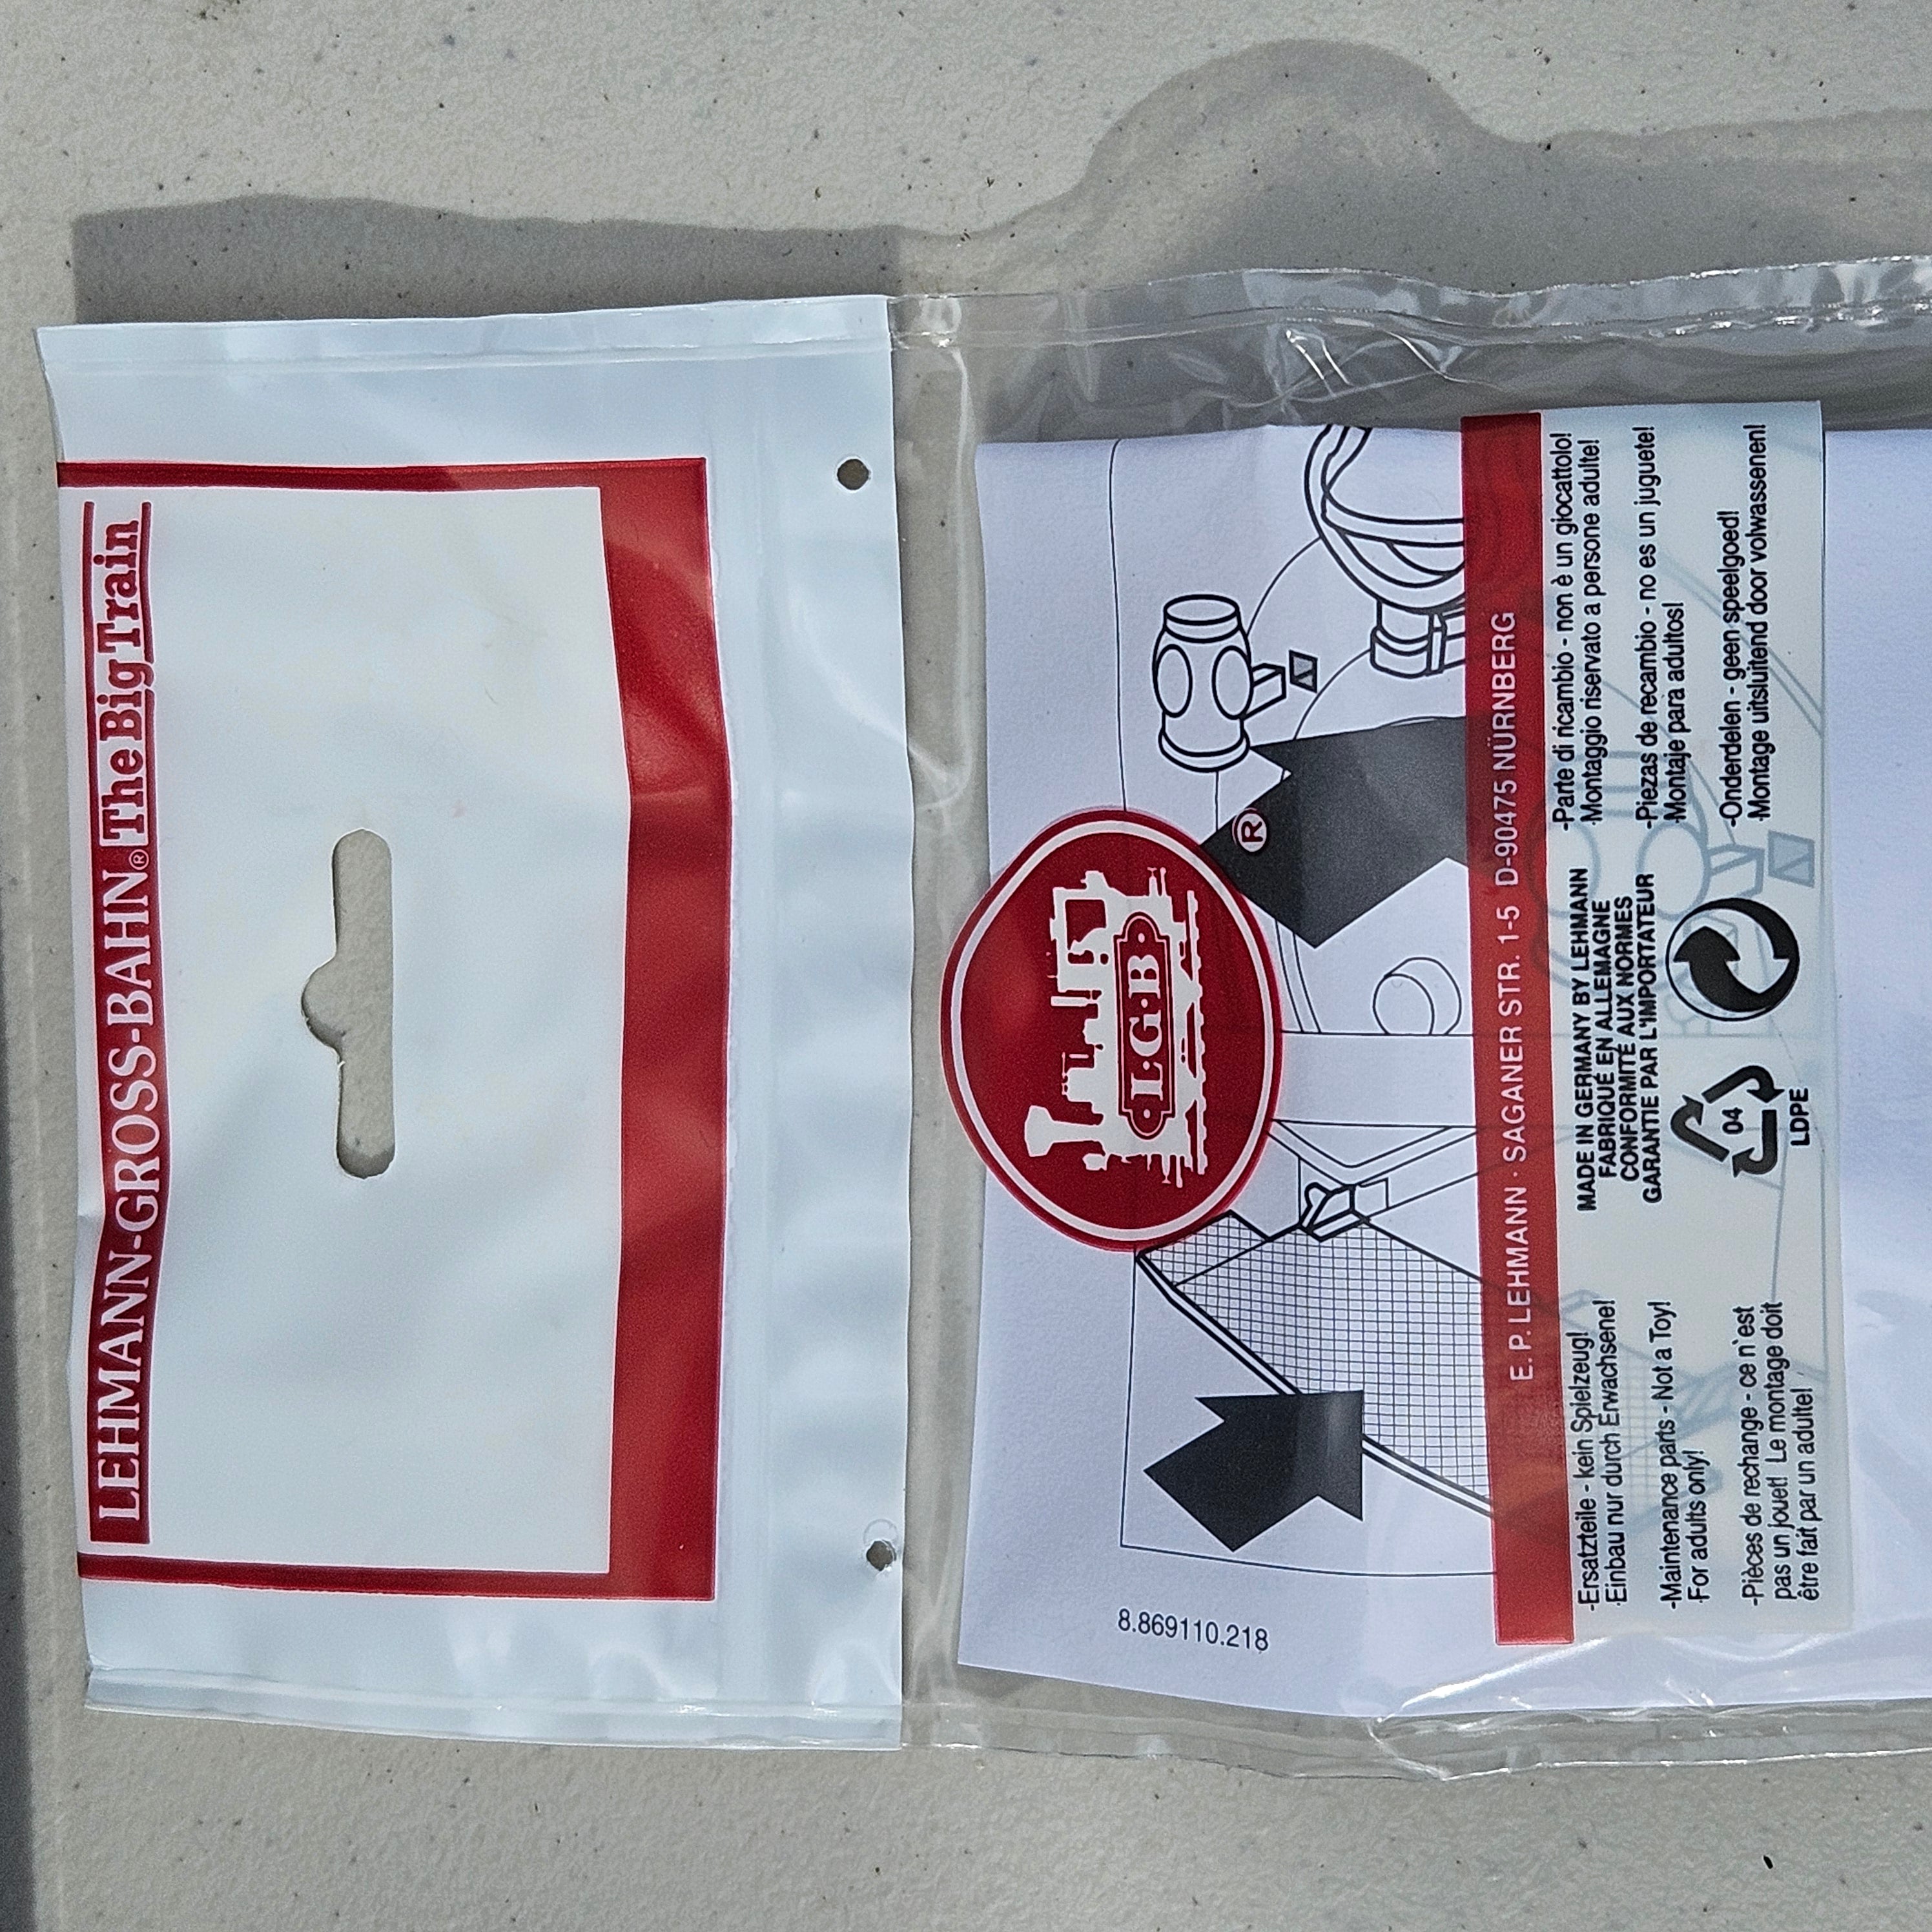 LEHMANN-GROSS-BAHN® The Big Train
®
L·G·B
E. P. LEHMANN · SAGANER STR. 1-5 D-90475 NÜRNBERG
-Ersatzteile - kein Spielzeug!
·Einbau nur durch Erwachsene!
-Maintenance parts - Not a Toy!
·For adults only!
-Pièces de rechange - ce n`est
pas un jouet! Le montage doit
être fait par un adulte!
MADE IN GERMANY BY LEHMANN
FABRIQUÉ EN ALLEMAGNE
CONFORMITÉ AUX NORMES
GARANTIE PAR L'IMPORTATEUR
04
LDPE
-Parte di ricambio - non è un giocattolo!
·Montaggio riservato a persone adulte!
-Piezas de recambio - no es un juguete!
·Montaje para adultos!
-Onderdelen - geen speelgoed!
·Montage uitsluitend door volwassenen!
8.869110.218